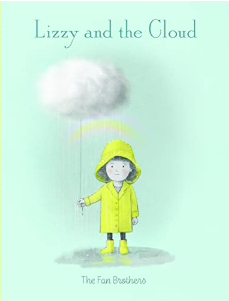 Lizzy and the Cloud
The Fan Brothers